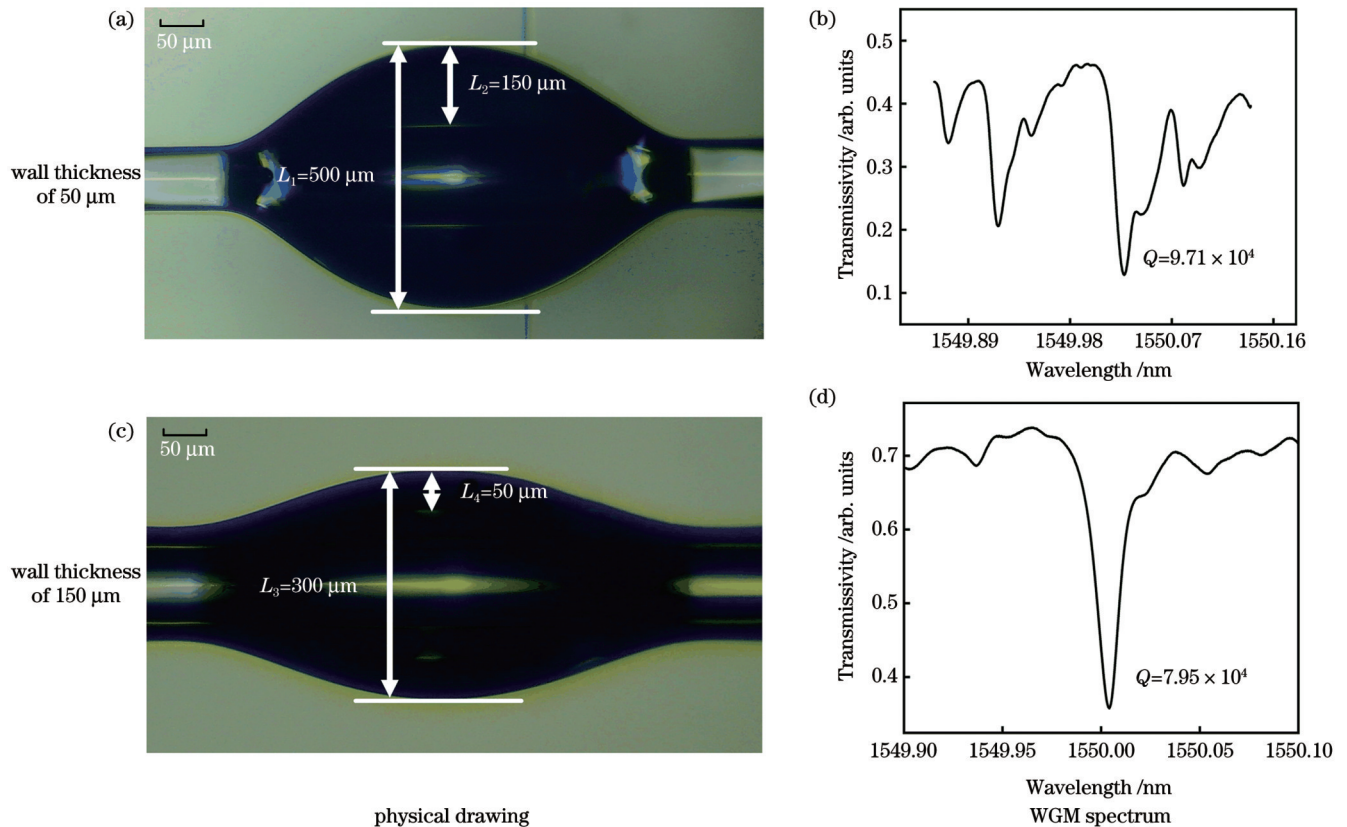 (a)
50 μm
L₂=150 μm
L₁=500 μm
wall thickness
of 50 μm
(b)
0.5
0.4
0.3
0.2
0.1
Transmissivity /arb. units
Q=9.71 × 10⁴
1549.89 1549.98 1550.07 1550.16
Wavelength /nm
(c)
50 μm
L₄=50 μm
L₃=300 μm
wall thickness
of 150 μm
(d)
0.7
0.6
0.5
0.4
Transmissivity /arb. units
Q=7.95 × 10⁴
1549.90 1549.95 1550.00 1550.05 1550.10
Wavelength /nm
physical drawing
WGM spectrum